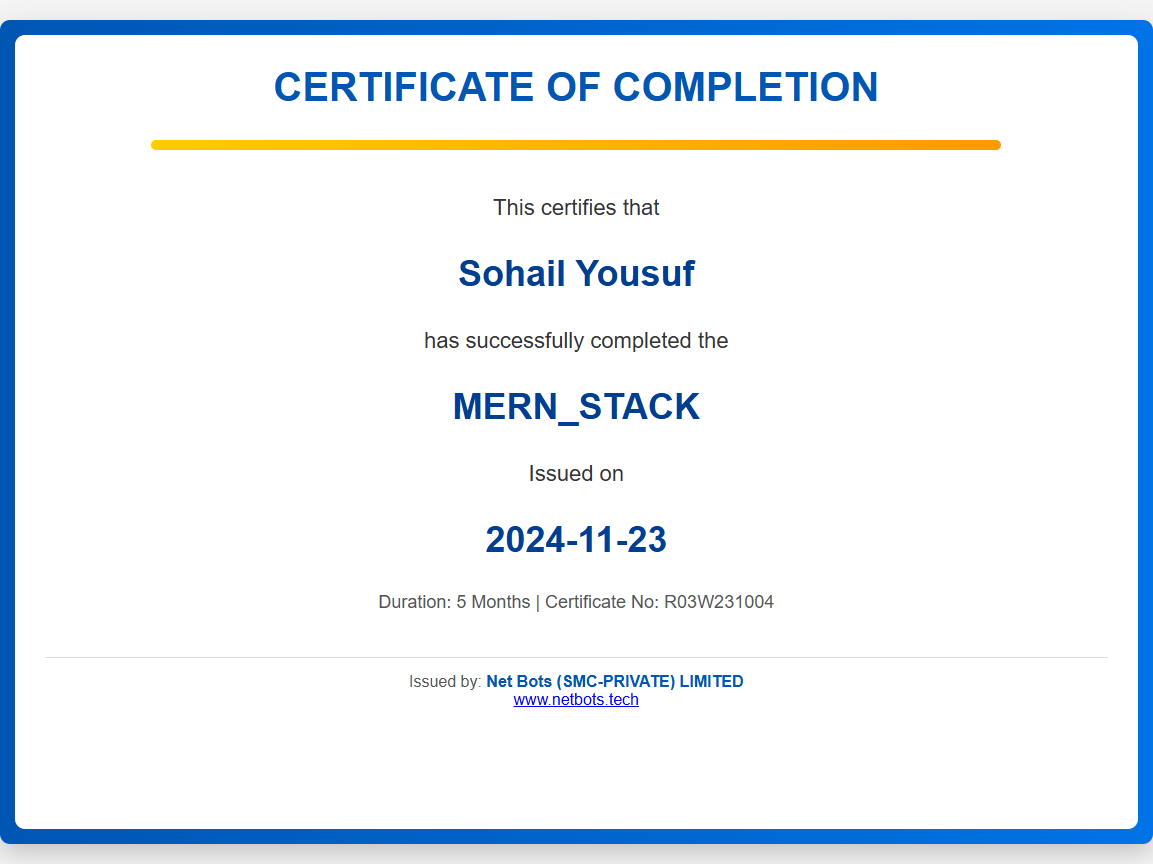 CERTIFICATE OF COMPLETION
This certifies that
Sohail Yousuf
has successfully completed the
MERN_STACK
Issued on
2024-11-23
Duration: 5 Months | Certificate No: R03W231004
Issued by: Net Bots (SMC-PRIVATE) LIMITED
www.netbots.tech